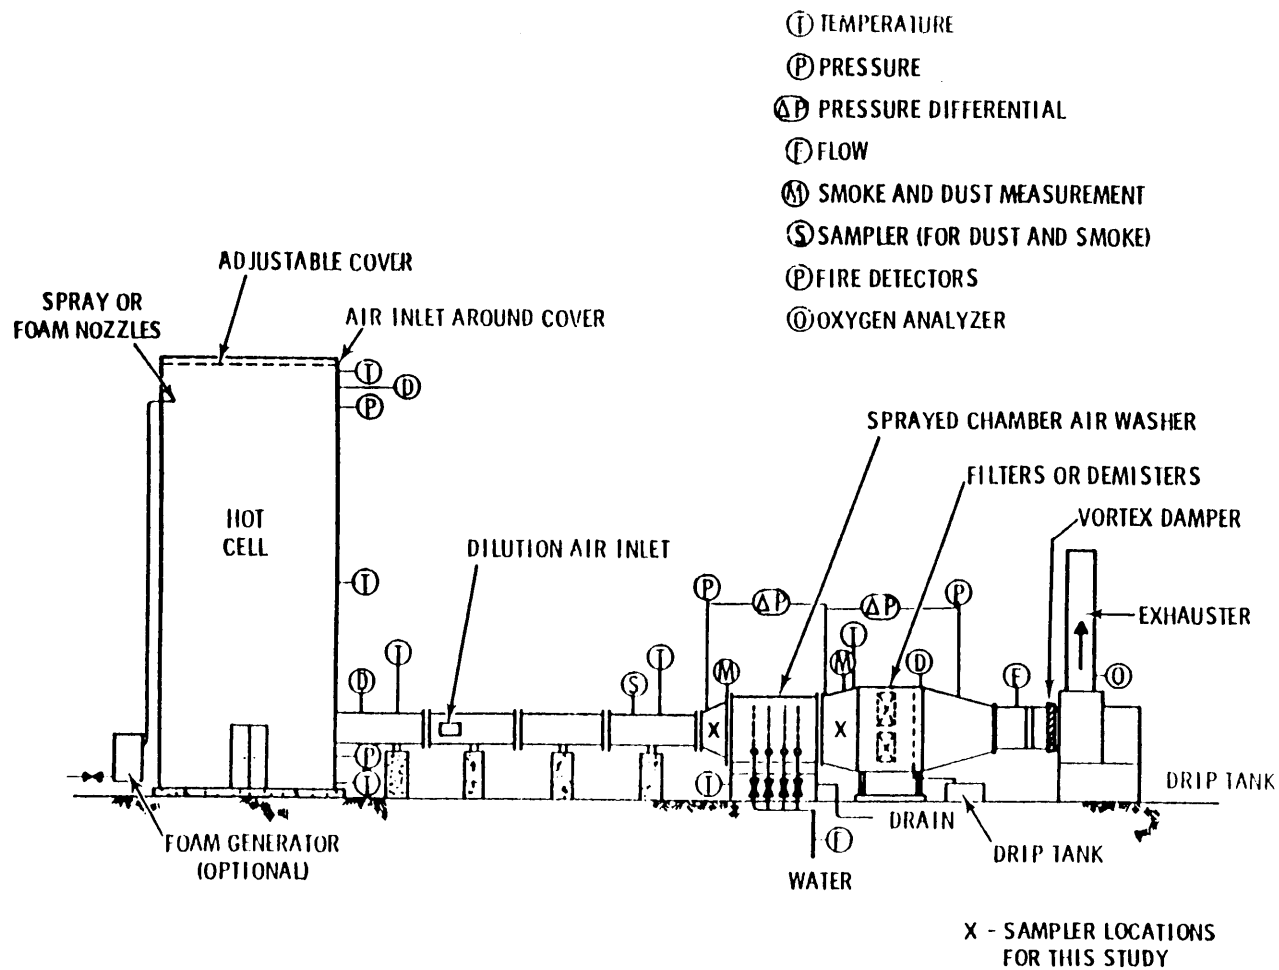 T TEMPERATURE
P PRESSURE
ΔP PRESSURE DIFFERENTIAL
F FLOW
M SMOKE AND DUST MEASUREMENT
S SAMPLER (FOR DUST AND SMOKE)
P FIRE DETECTORS
O OXYGEN ANALYZER
ADJUSTABLE COVER
SPRAY OR
FOAM NOZZLES
AIR INLET AROUND COVER
T
D
P
SPRAYED CHAMBER AIR WASHER
FILTERS OR DEMISTERS
VORTEX DAMPER
HOT
CELL
DILUTION AIR INLET
T
P
ΔP
ΔP
P
EXHAUSTER
D
T
S
T
M
M
T
D
F
O
X
X
P
T
T
DRIP TANK
FOAM GENERATOR
(OPTIONAL)
DRAIN
F
DRIP TANK
WATER
X - SAMPLER LOCATIONS
FOR THIS STUDY